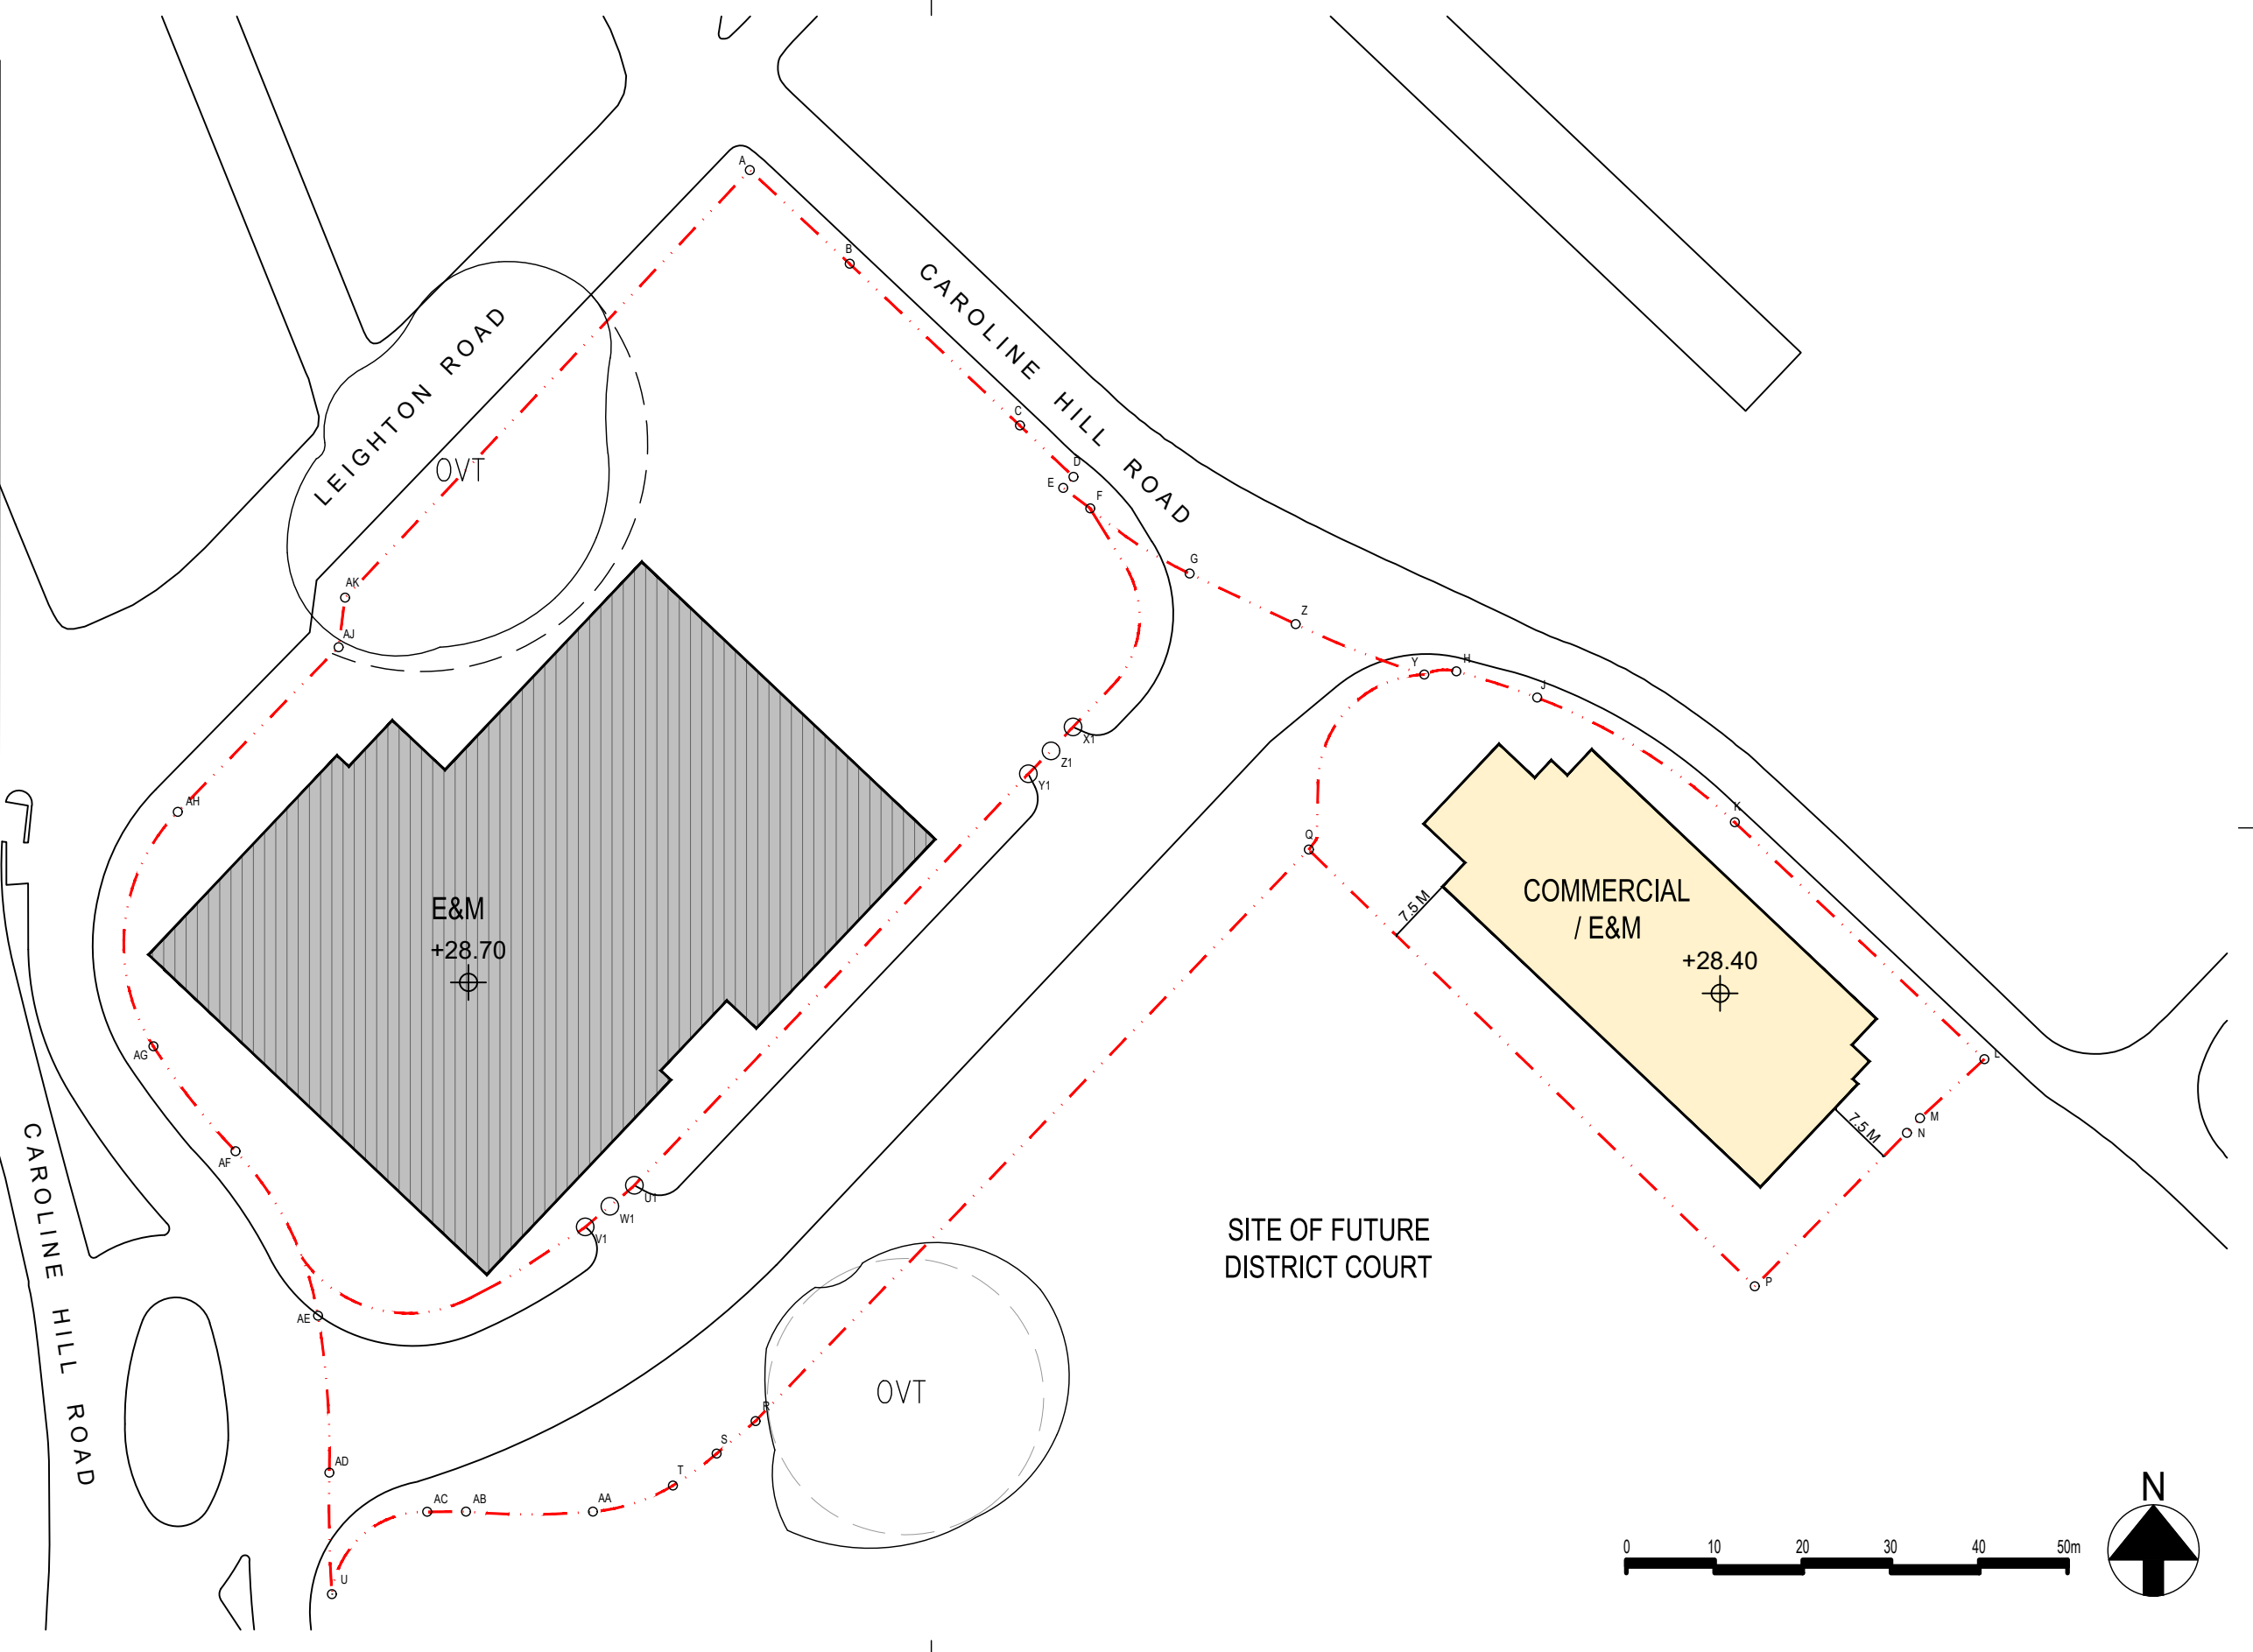 A
B
CAROLINE HILL ROAD
LEIGHTON ROAD
C
D
E
F
OVT
G
AK
Z
AJ
Y
H
J
X1
Z1
Y1
AH
K
Q
COMMERCIAL
/ E&M
7.5 M
E&M
+28.70
+28.40
AG
L
M
N
7.5 M
AF
CAROLINE HILL ROAD
U1
W1
V1
SITE OF FUTURE
DISTRICT COURT
P
AE
OVT
R
S
AD
T
AC
AB
AA
U
N
0 10 20 30 40 50m